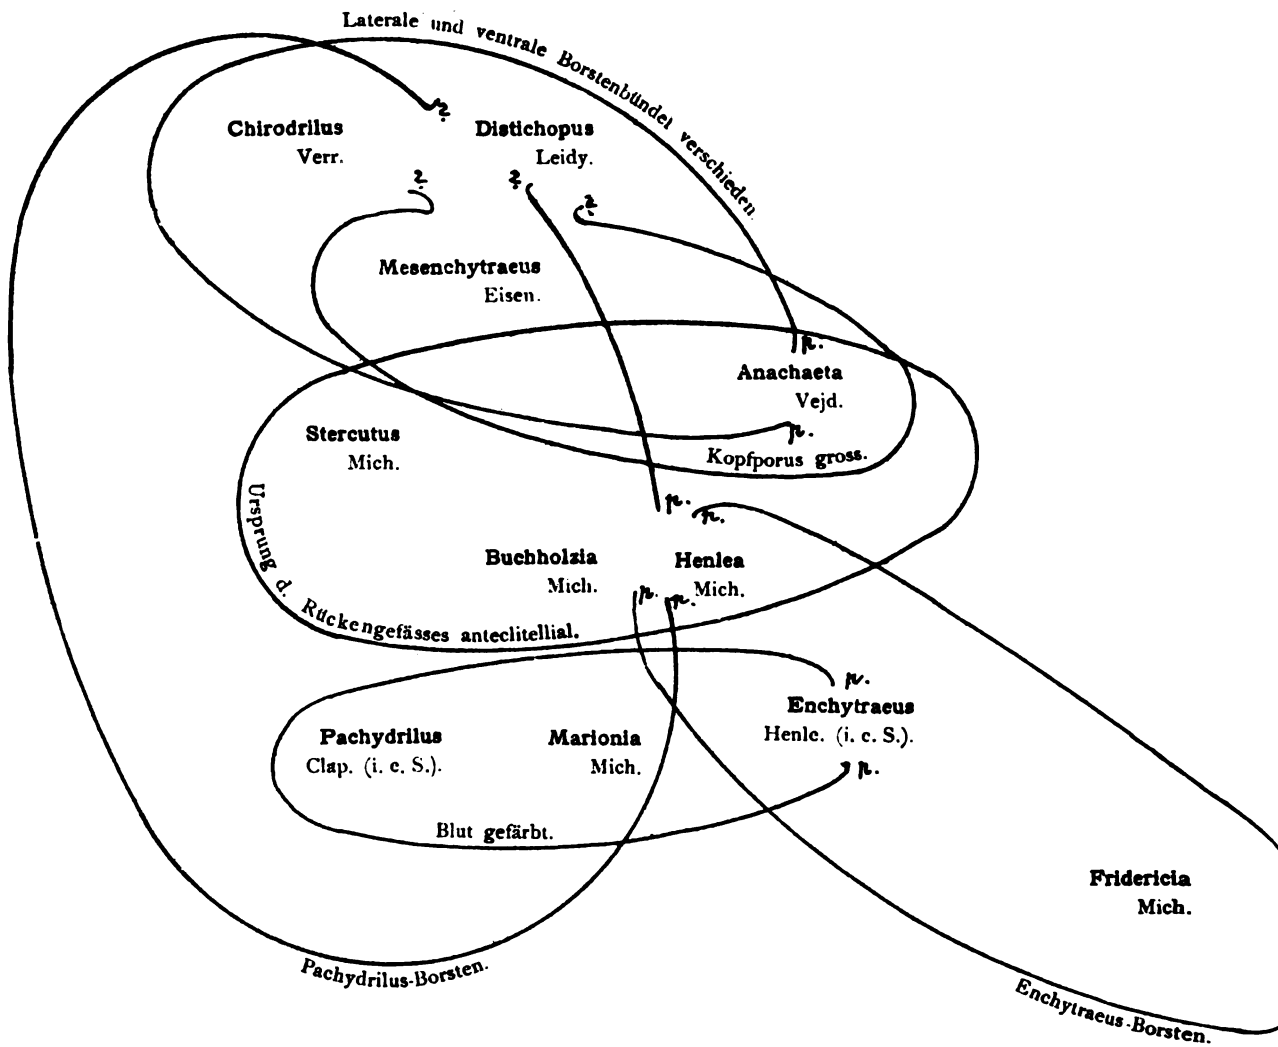 Laterale und ventrale Borstenbündel verschieden.
?
Chirodrilus
Verr.
Distichopus
Leidy.
?
?
?
Mesenchytraeus
Eisen.
p.
Anachaeta
Vejd.
Stercutus
Mich.
p.
Kopfporus gross.
Ursprung d. Rückengefässes anteclitellial.
p.
p.
Buchholzia
Mich.
Henlea
Mich.
p.
p.
p.
Enchytraeus
Henle. (i. c. S.).
Pachydrilus
Clap. (i. c. S.).
Marionia
Mich.
p.
Blut gefärbt.
Fridericia
Mich.
Pachydrilus-Borsten.
Enchytraeus-Borsten.